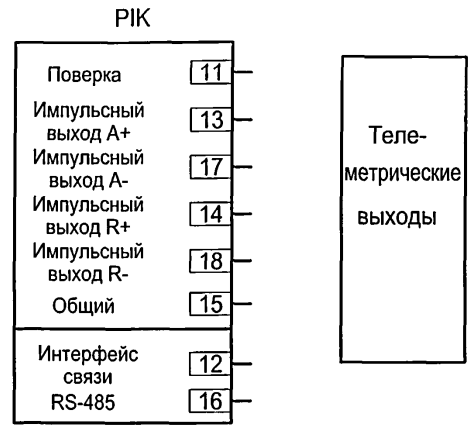 PIK
Поверка 11
Импульсный
выход A+ 13
Импульсный
выход A- 17
Импульсный
выход R+ 14
Импульсный
выход R- 18
Общий 15
Интерфейс
связи 12
RS-485 16
Теле-
метрические
выходы